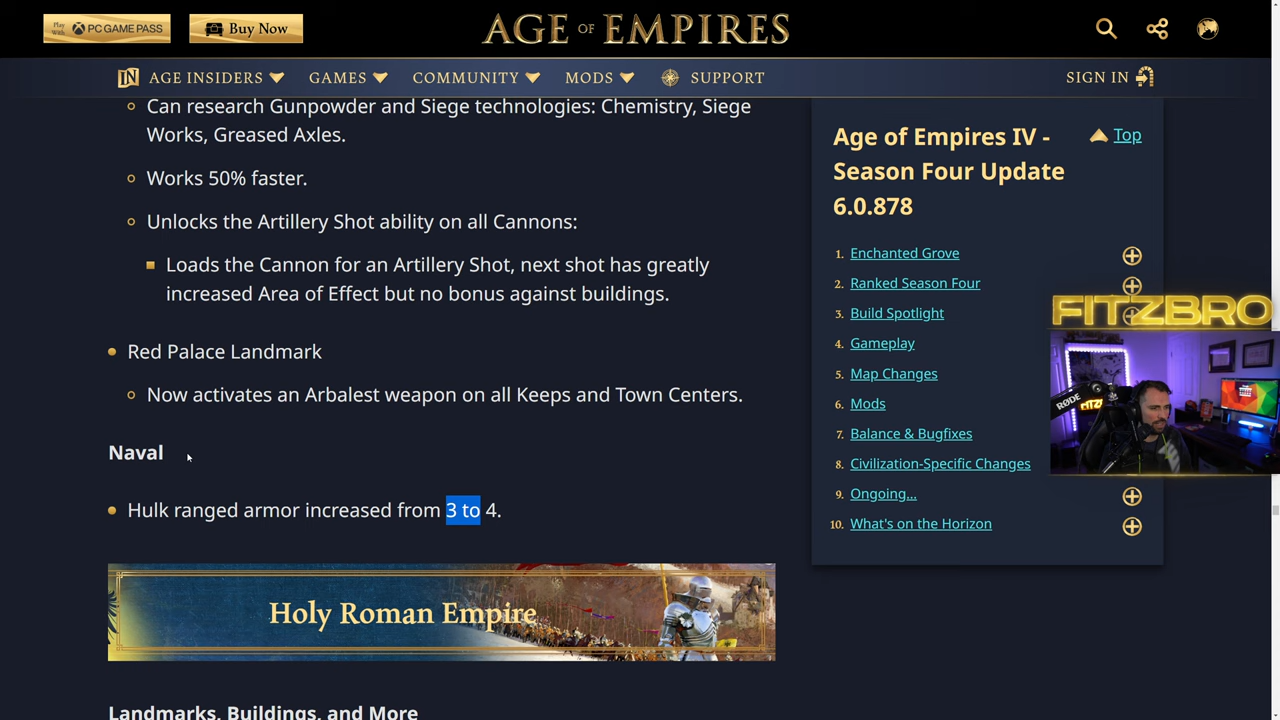 Play With PC GAME PASS
Buy Now
AGE OF EMPIRES
IN AGE INSIDERS
GAMES
COMMUNITY
MODS
SUPPORT
SIGN IN
Can research Gunpowder and Siege technologies: Chemistry, Siege
Works, Greased Axles.
Works 50% faster.
Unlocks the Artillery Shot ability on all Cannons:
Loads the Cannon for an Artillery Shot, next shot has greatly
increased Area of Effect but no bonus against buildings.
Red Palace Landmark
Now activates an Arbalest weapon on all Keeps and Town Centers.
Naval
Hulk ranged armor increased from 3 to 4.
Holy Roman Empire
Landmarks, Buildings, and More
Age of Empires IV -
Season Four Update
6.0.878
Top
1. Enchanted Grove
2. Ranked Season Four
3. Build Spotlight
4. Gameplay
5. Map Changes
6. Mods
7. Balance & Bugfixes
8. Civilization-Specific Changes
9. Ongoing...
10. What's on the Horizon
FITZBRO
RØDE